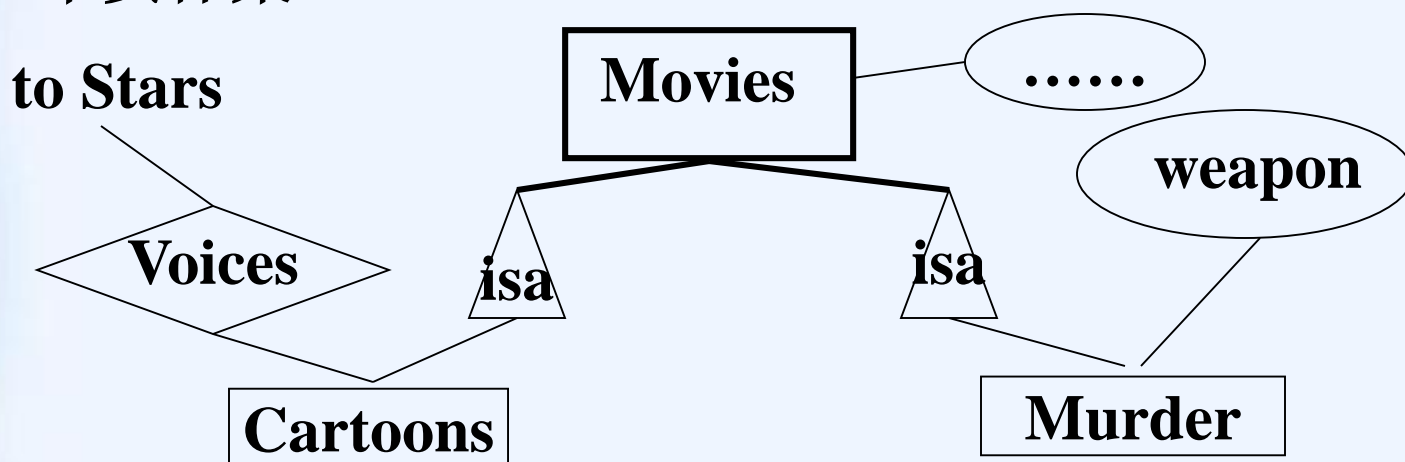 Movies
......
to Stars
weapon
Voices
isa
isa
Cartoons
Murder